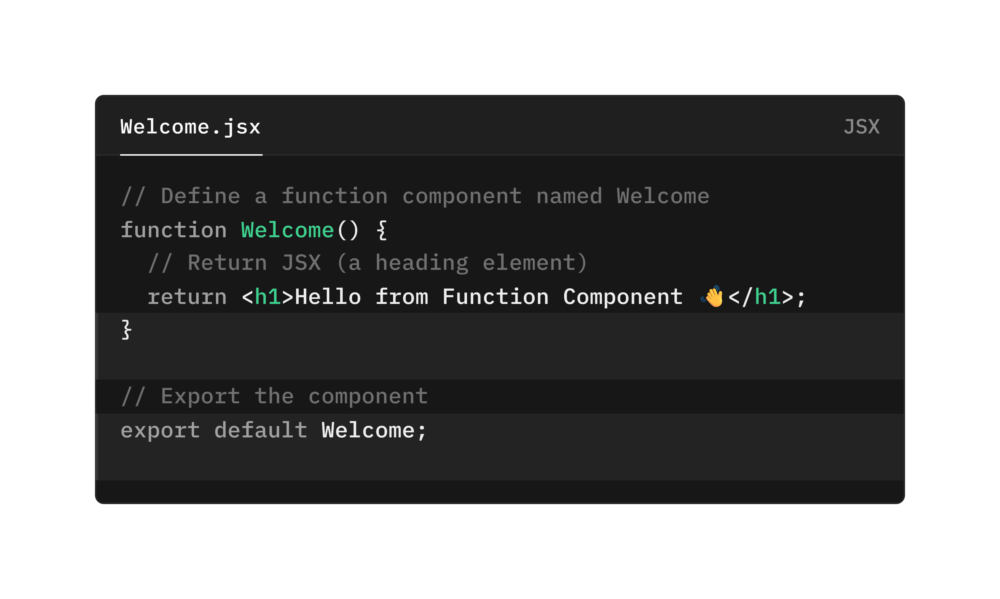 Welcome.jsx
JSX
// Define a function component named Welcome
function Welcome() {
  // Return JSX (a heading element)
  return <h1>Hello from Function Component 👋</h1>;
}
// Export the component
export default Welcome;